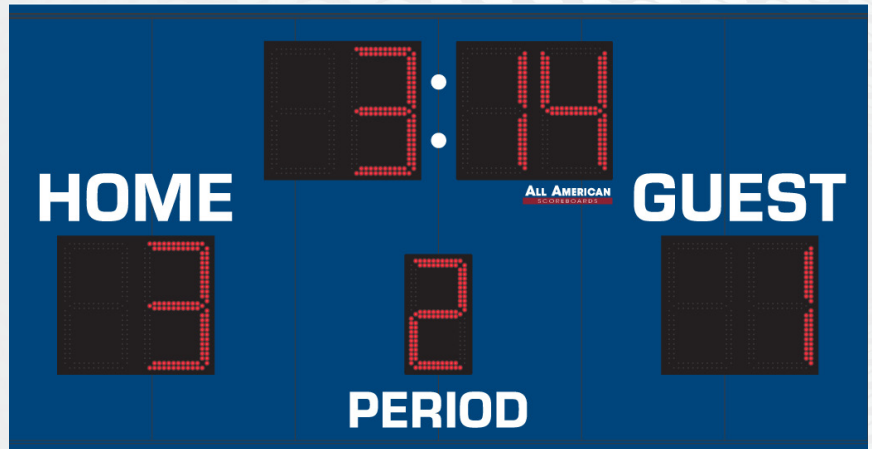 3:14
ALL AMERICAN
SCOREBOARDS
HOME
GUEST
3
2
1
PERIOD